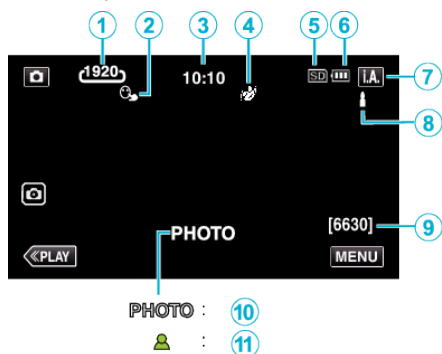 1 2 3 4 5 6
1920 10:10 SD i.A. 7
8
[6630] 9
PHOTO
≪PLAY MENU
PHOTO : 10
: 11